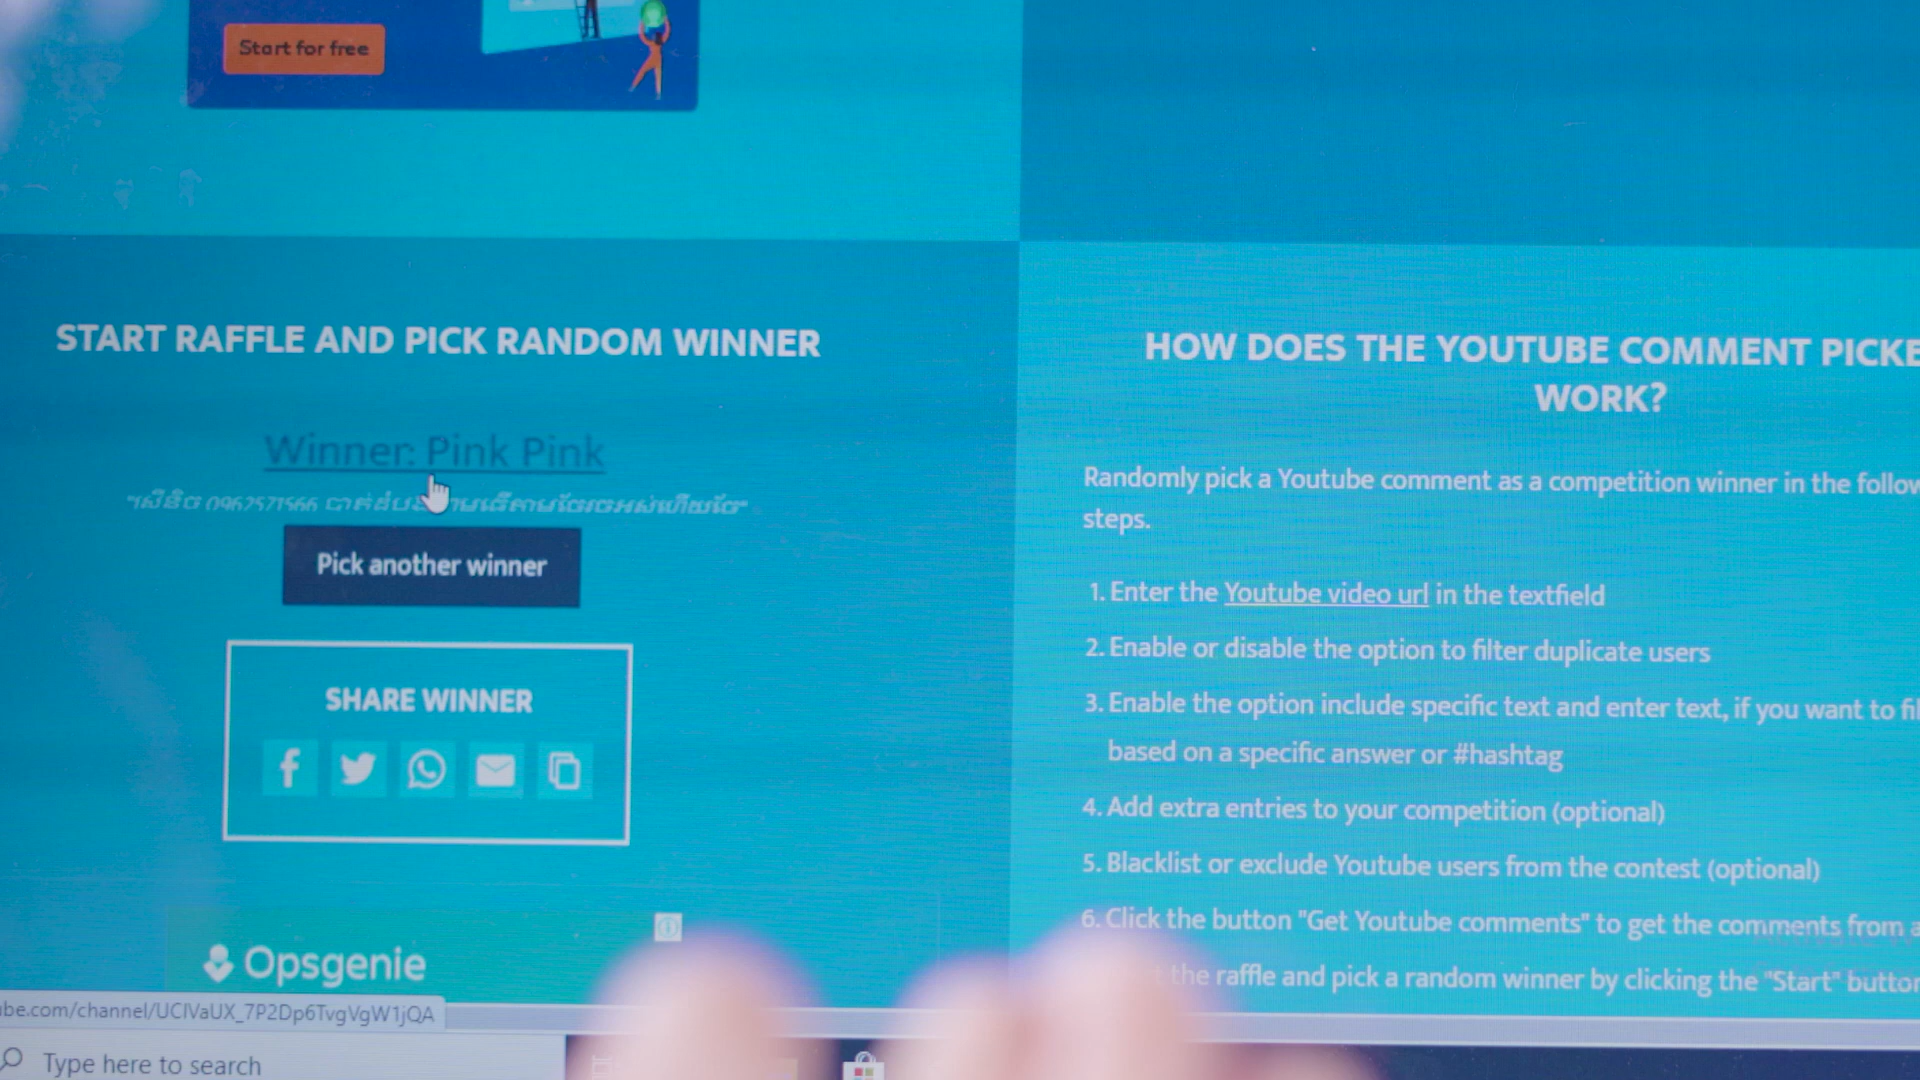 Start for free
START RAFFLE AND PICK RANDOM WINNER
Winner: Pink Pink
Pick another winner
SHARE WINNER
Opsgenie
be.com/channel/UCIVaUX_7P2Dp6TvgVgW1jQA
Type here to search
HOW DOES THE YOUTUBE COMMENT PICKE
WORK?
Randomly pick a Youtube comment as a competition winner in the follow
steps.
1. Enter the Youtube video url in the textfield
2. Enable or disable the option to filter duplicate users
3. Enable the option include specific text and enter text, if you want to fil
based on a specific answer or #hashtag
4. Add extra entries to your competition (optional)
5. Blacklist or exclude Youtube users from the contest (optional)
6. Click the button "Get Youtube comments" to get the comments from a
the raffle and pick a random winner by clicking the "Start" button